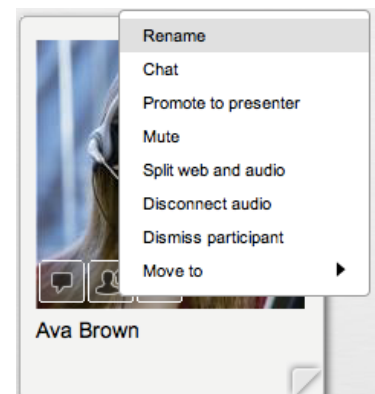 Rename
Chat
Promote to presenter
Mute
Split web and audio
Disconnect audio
Dismiss participant
Move to
Ava Brown